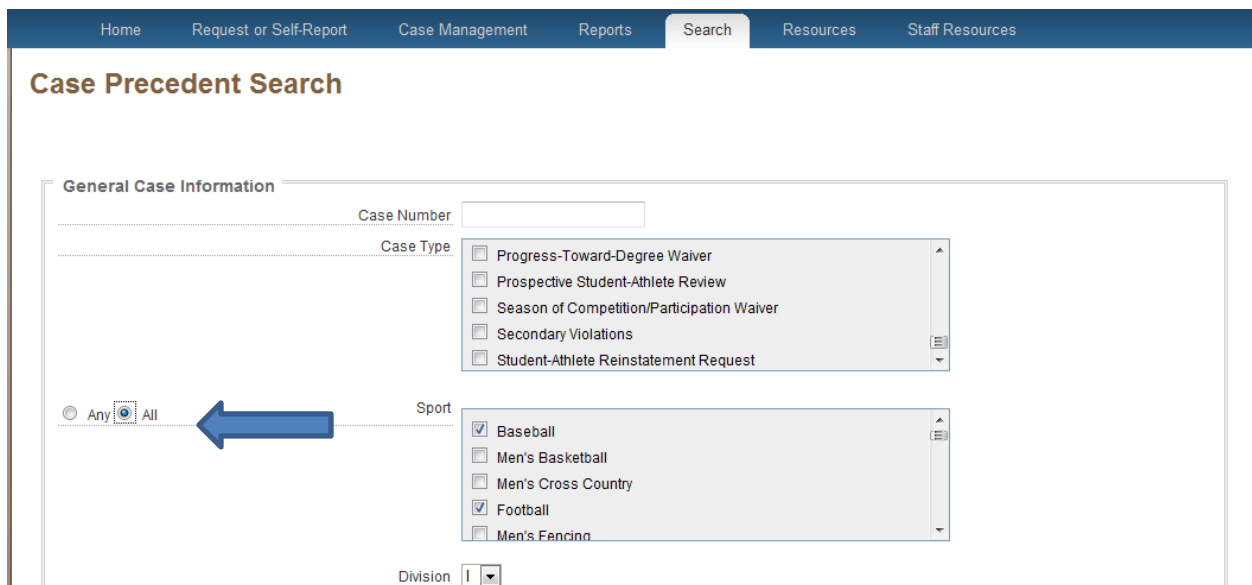 Home Request or Self-Report Case Management Reports Search Resources Staff Resources
Case Precedent Search
General Case Information
Case Number
Case Type
Progress-Toward-Degree Waiver
Prospective Student-Athlete Review
Season of Competition/Participation Waiver
Secondary Violations
Student-Athlete Reinstatement Request
Any All Sport
Baseball
Men's Basketball
Men's Cross Country
Football
Men's Fencing
Division I